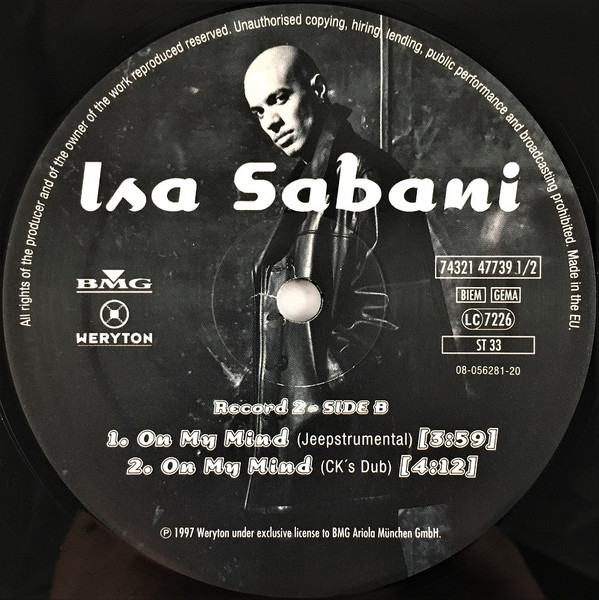 All rights of the producer and of the owner of the work reproduced reserved. Unauthorised copying, hiring, lending, public performance and broadcasting prohibited. Made in the EU.
Isa Sabani
BMG
WERYTON
74321 47739 1/2
BIEM GEMA
LC 7226
ST 33
08-056281-20
Record 2 • SIDE B
1. On My Mind (Jeepstrumental) [3:59]
2. On My Mind (CK´s Dub) [4:12]
℗ 1997 Weryton under exclusive license to BMG Ariola München GmbH.